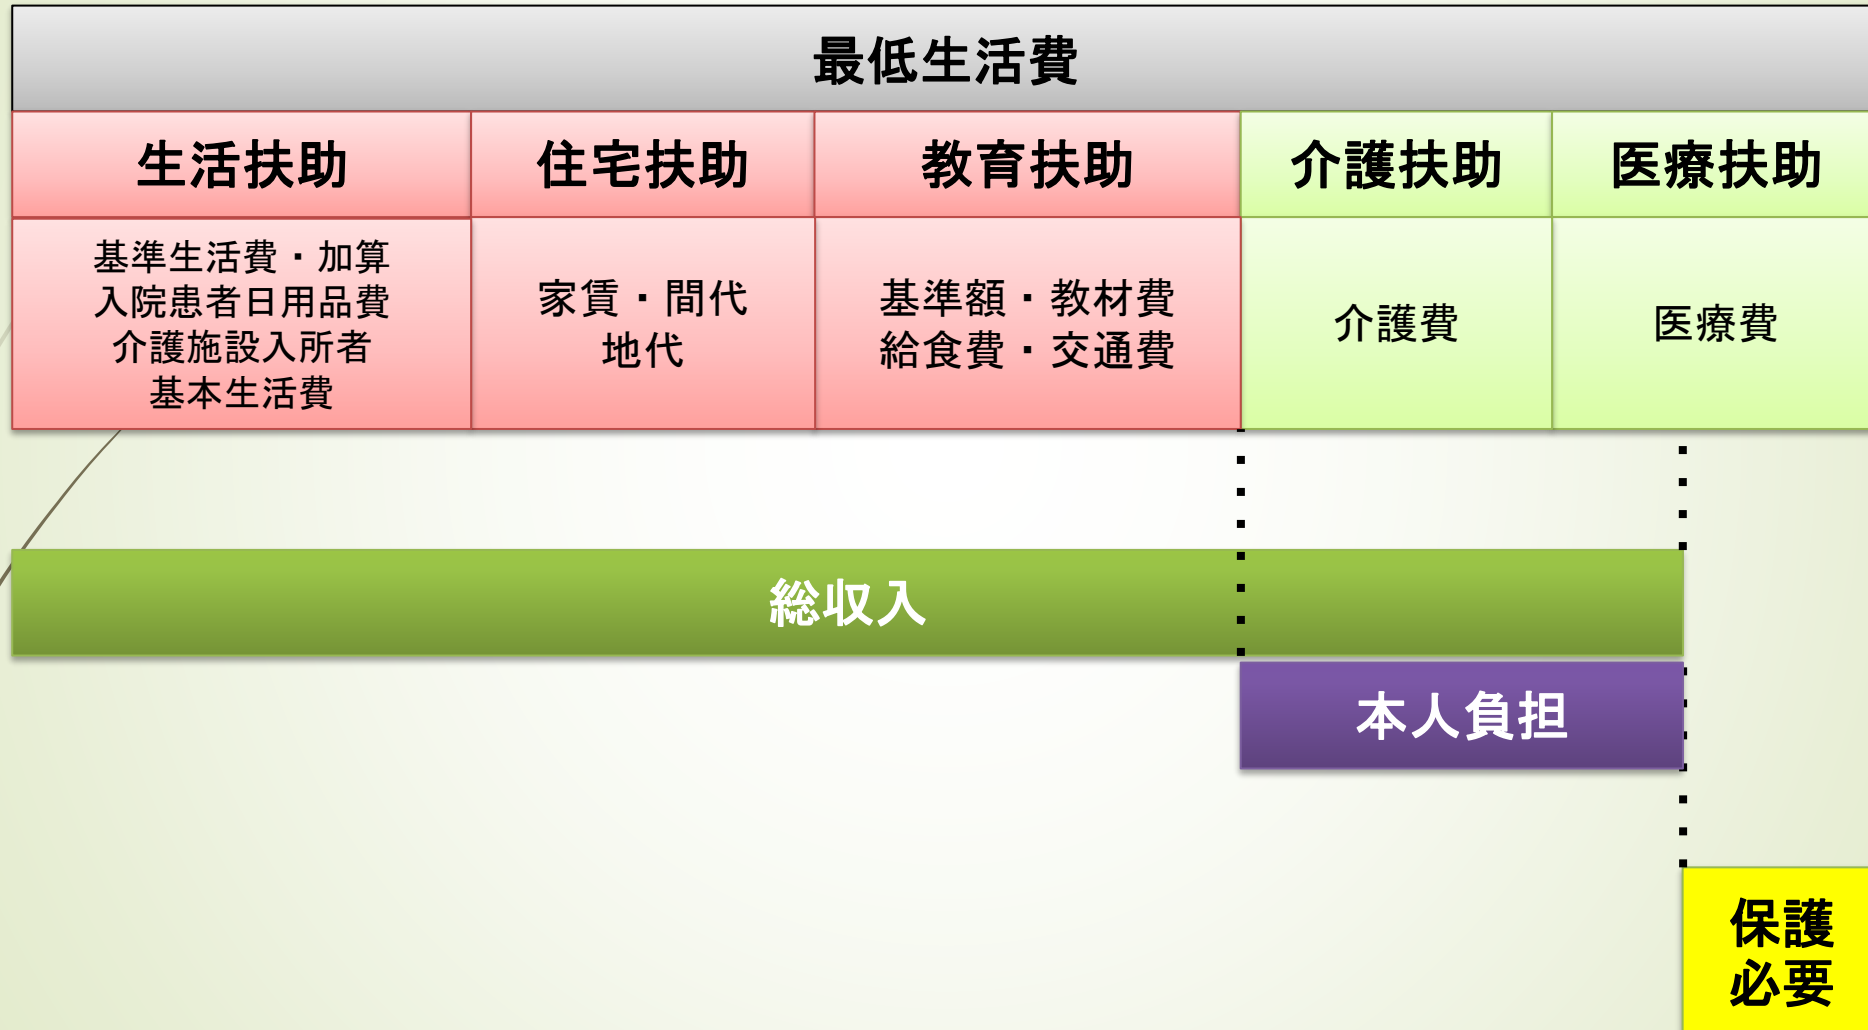 最低生活費
生活扶助
住宅扶助
教育扶助
介護扶助
医療扶助
基準生活費・加算
入院患者日用品費
介護施設入所者
基本生活費
家賃・間代
地代
基準額・教材費
給食費・交通費
介護費
医療費
総収入
本人負担
保護
必要